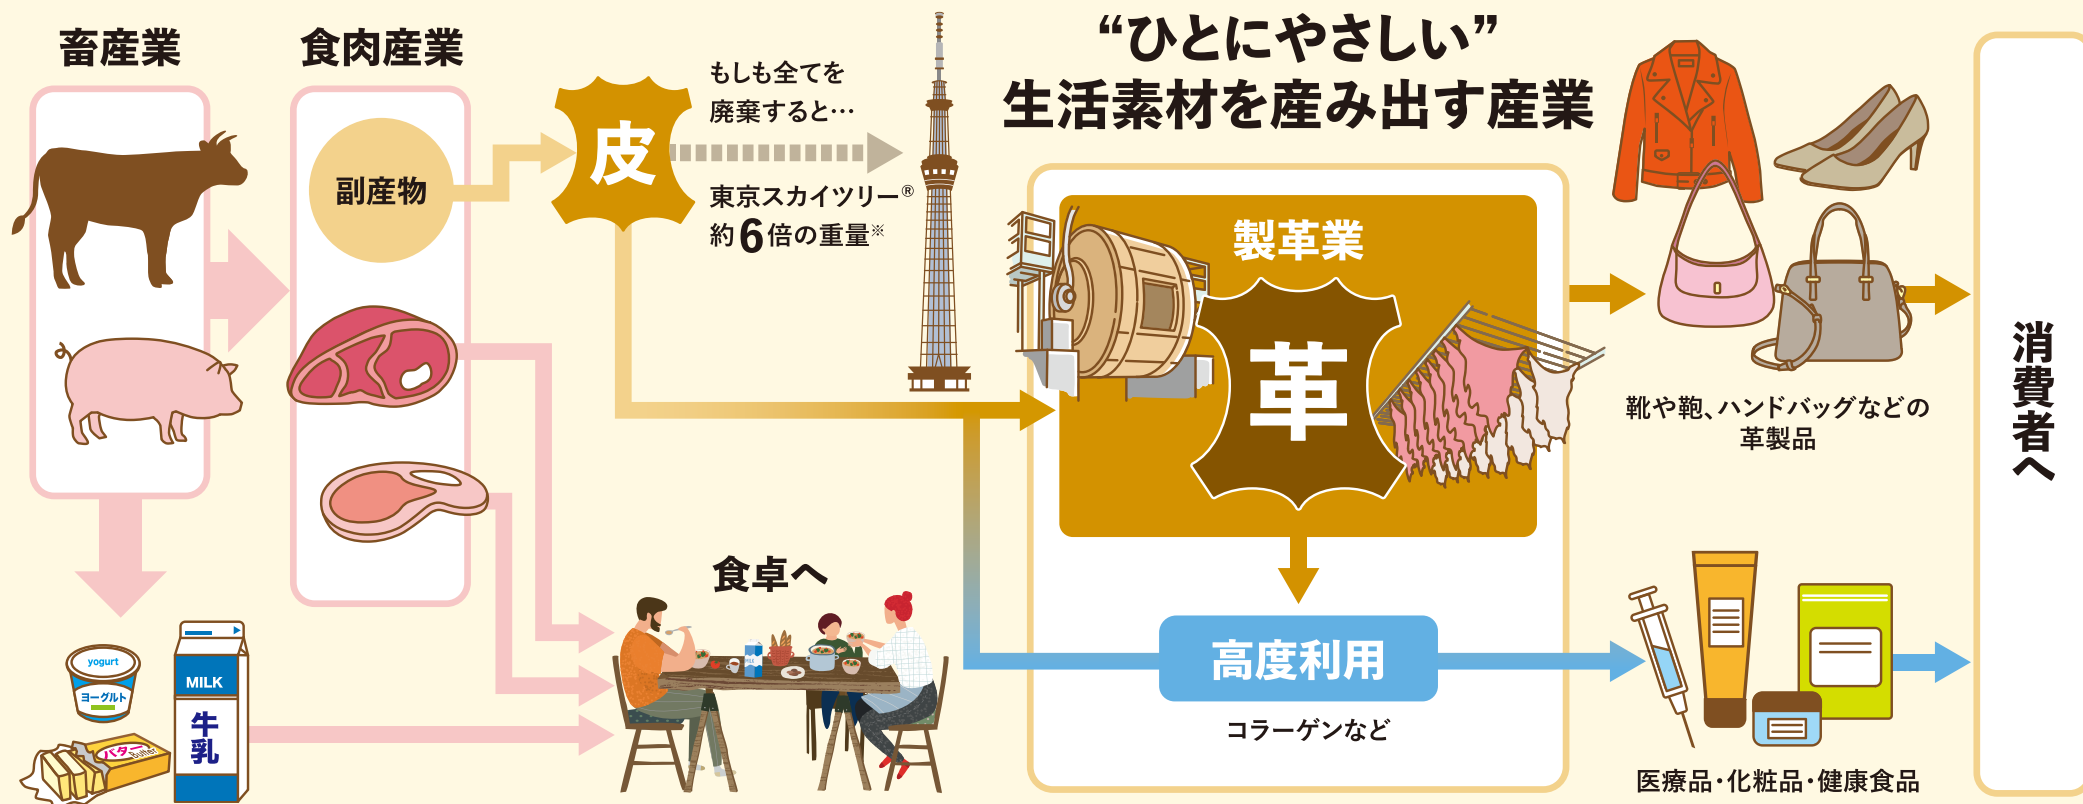 畜産業
食肉産業
副産物
皮
もしも全てを
廃棄すると…
東京スカイツリー®
約6倍の重量※
“ひとにやさしい”
生活素材を産み出す産業
製革業
革
高度利用
コラーゲンなど
靴や鞄、ハンドバッグなどの
革製品
医療品・化粧品・健康食品
消費者へ
食卓へ
yogurt
ヨーグルト
バター
Butter
MILK
牛乳
MILK